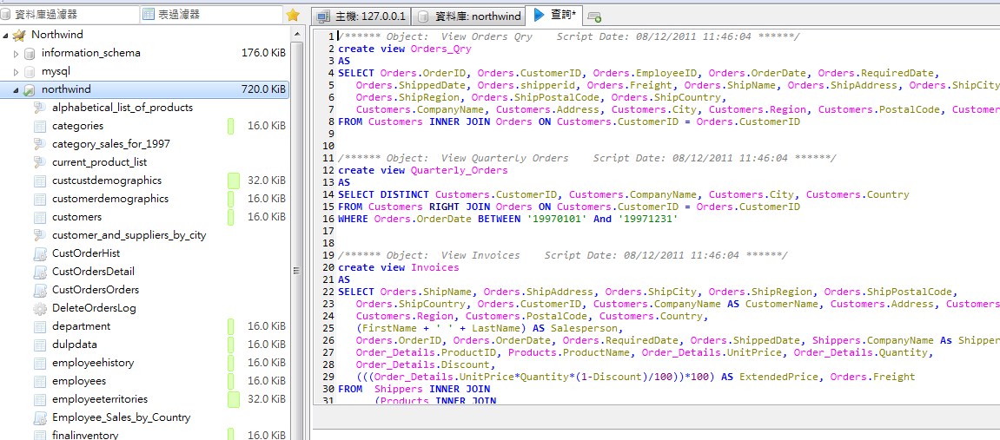 資料庫過濾器
表過濾器
Northwind
information_schema 176.0 KiB
mysql
northwind 720.0 KiB
alphabetical_list_of_products
categories 16.0 KiB
category_sales_for_1997
current_product_list
custcustdemographics 32.0 KiB
customerdemographics 16.0 KiB
customers 16.0 KiB
customer_and_suppliers_by_city
CustOrderHist
CustOrdersDetail
CustOrdersOrders
DeleteOrdersLog
department 16.0 KiB
dulpdata 16.0 KiB
employeehistory 16.0 KiB
employees 16.0 KiB
employeeterritories 32.0 KiB
Employee_Sales_by_Country
finalinventory 16.0 KiB
主機: 127.0.0.1
資料庫: northwind
查詢*
1 /****** Object:  View Orders Qry    Script Date: 08/12/2011 11:46:04 ******/
2 create view Orders_Qry
3 AS
4 SELECT Orders.OrderID, Orders.CustomerID, Orders.EmployeeID, Orders.OrderDate, Orders.RequiredDate,
5 Orders.ShippedDate, Orders.shipperid, Orders.Freight, Orders.ShipName, Orders.ShipAddress, Orders.ShipCity
6 Orders.ShipRegion, Orders.ShipPostalCode, Orders.ShipCountry,
7 Customers.CompanyName, Customers.Address, Customers.City, Customers.Region, Customers.PostalCode, Customer
8 FROM Customers INNER JOIN Orders ON Customers.CustomerID = Orders.CustomerID
9
10
11 /****** Object:  View Quarterly Orders    Script Date: 08/12/2011 11:46:04 ******/
12 create view Quarterly_Orders
13 AS
14 SELECT DISTINCT Customers.CustomerID, Customers.CompanyName, Customers.City, Customers.Country
15 FROM Customers RIGHT JOIN Orders ON Customers.CustomerID = Orders.CustomerID
16 WHERE Orders.OrderDate BETWEEN '19970101' And '19971231'
17
18
19 /****** Object:  View Invoices    Script Date: 08/12/2011 11:46:04 ******/
20 create view Invoices
21 AS
22 SELECT Orders.ShipName, Orders.ShipAddress, Orders.ShipCity, Orders.ShipRegion, Orders.ShipPostalCode,
23 Orders.ShipCountry, Orders.CustomerID, Customers.CompanyName AS CustomerName, Customers.Address, Customers
24 Customers.Region, Customers.PostalCode, Customers.Country,
25 (FirstName + ' ' + LastName) AS Salesperson,
26 Orders.OrderID, Orders.OrderDate, Orders.RequiredDate, Orders.ShippedDate, Shippers.CompanyName As Shipper
27 Order_Details.ProductID, Products.ProductName, Order_Details.UnitPrice, Order_Details.Quantity,
28 Order_Details.Discount,
29 (((Order_Details.UnitPrice*Quantity*(1-Discount)/100))*100) AS ExtendedPrice, Orders.Freight
30 FROM  Shippers INNER JOIN
31 (Products INNER JOIN